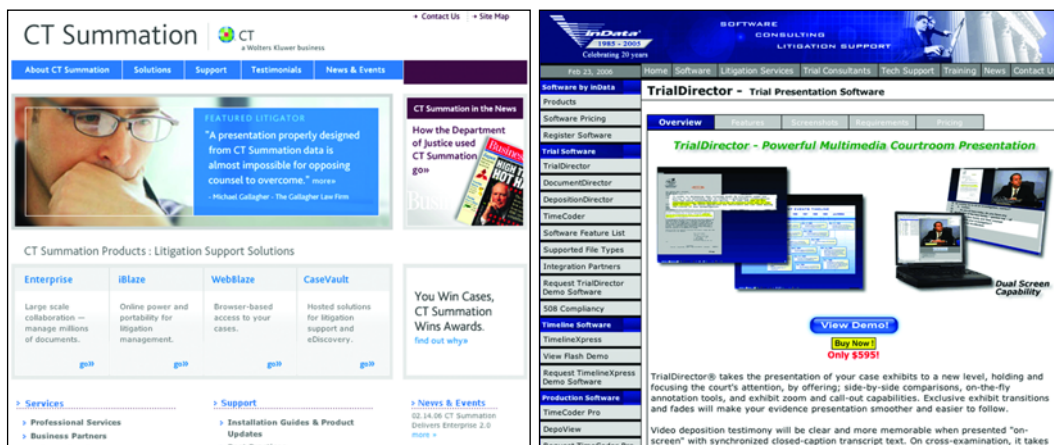 Contact Us
Site Map
CT Summation
CT
a Wolters Kluwer business
About CT Summation
Solutions
Support
Testimonials
News & Events
FEATURED LITIGATOR
"A presentation properly designed
from CT Summation data is
almost impossible for opposing
counsel to overcome." more»
- Michael Gallagher - The Gallagher Law Firm
CT Summation in the News
How the Department
of Justice used
CT Summation
go»
CT Summation Products : Litigation Support Solutions
Enterprise
Large scale
collaboration —
manage millions
of documents.
go»
iBlaze
Online power and
portability for
litigation
management.
go»
WebBlaze
Browser-based
access to your
cases.
go»
CaseVault
Hosted solutions
for litigation
support and
eDiscovery.
go»
You Win Cases,
CT Summation
Wins Awards.
find out why»
Services
Professional Services
Business Partners
Support
Installation Guides & Product
Updates
News & Events
02.14.06 CT Summation
Delivers Enterprise 2.0
more »
inData
1985 - 2005
Celebrating 20 years
SOFTWARE
CONSULTING
LITIGATION SUPPORT
Feb 23, 2006
Home
Software
Litigation Services
Trial Consultants
Tech Support
Training
News
Contact U
Software by inData
Products
Software Pricing
Register Software
Trial Software
TrialDirector
DocumentDirector
DepositionDirector
TimeCoder
Software Feature List
Supported File Types
Integration Partners
Request TrialDirector
Demo Software
508 Compliancy
Timeline Software
TimelineXpress
View Flash Demo
Request TimelineXpress
Demo Software
Production Software
TimeCoder Pro
DepoView
Request TimeCoder Pro
TrialDirector - Trial Presentation Software
Overview
Features
Screenshots
Requirements
Pricing
TrialDirector - Powerful Multimedia Courtroom Presentation
Dual Screen
Capability
View Demo!
Buy Now !
Only $595!
TrialDirector® takes the presentation of your case exhibits to a new level, holding and
focusing the court's attention, by offering; side-by-side comparisons, on-the-fly
annotation tools, and exhibit zoom and call-out capabilities. Exclusive exhibit transitions
and fades will make your evidence presentation smoother and easier to follow.
Video deposition testimony will be clear and more memorable when presented "on-
screen" with synchronized closed-caption transcript text. On cross-examination, it takes